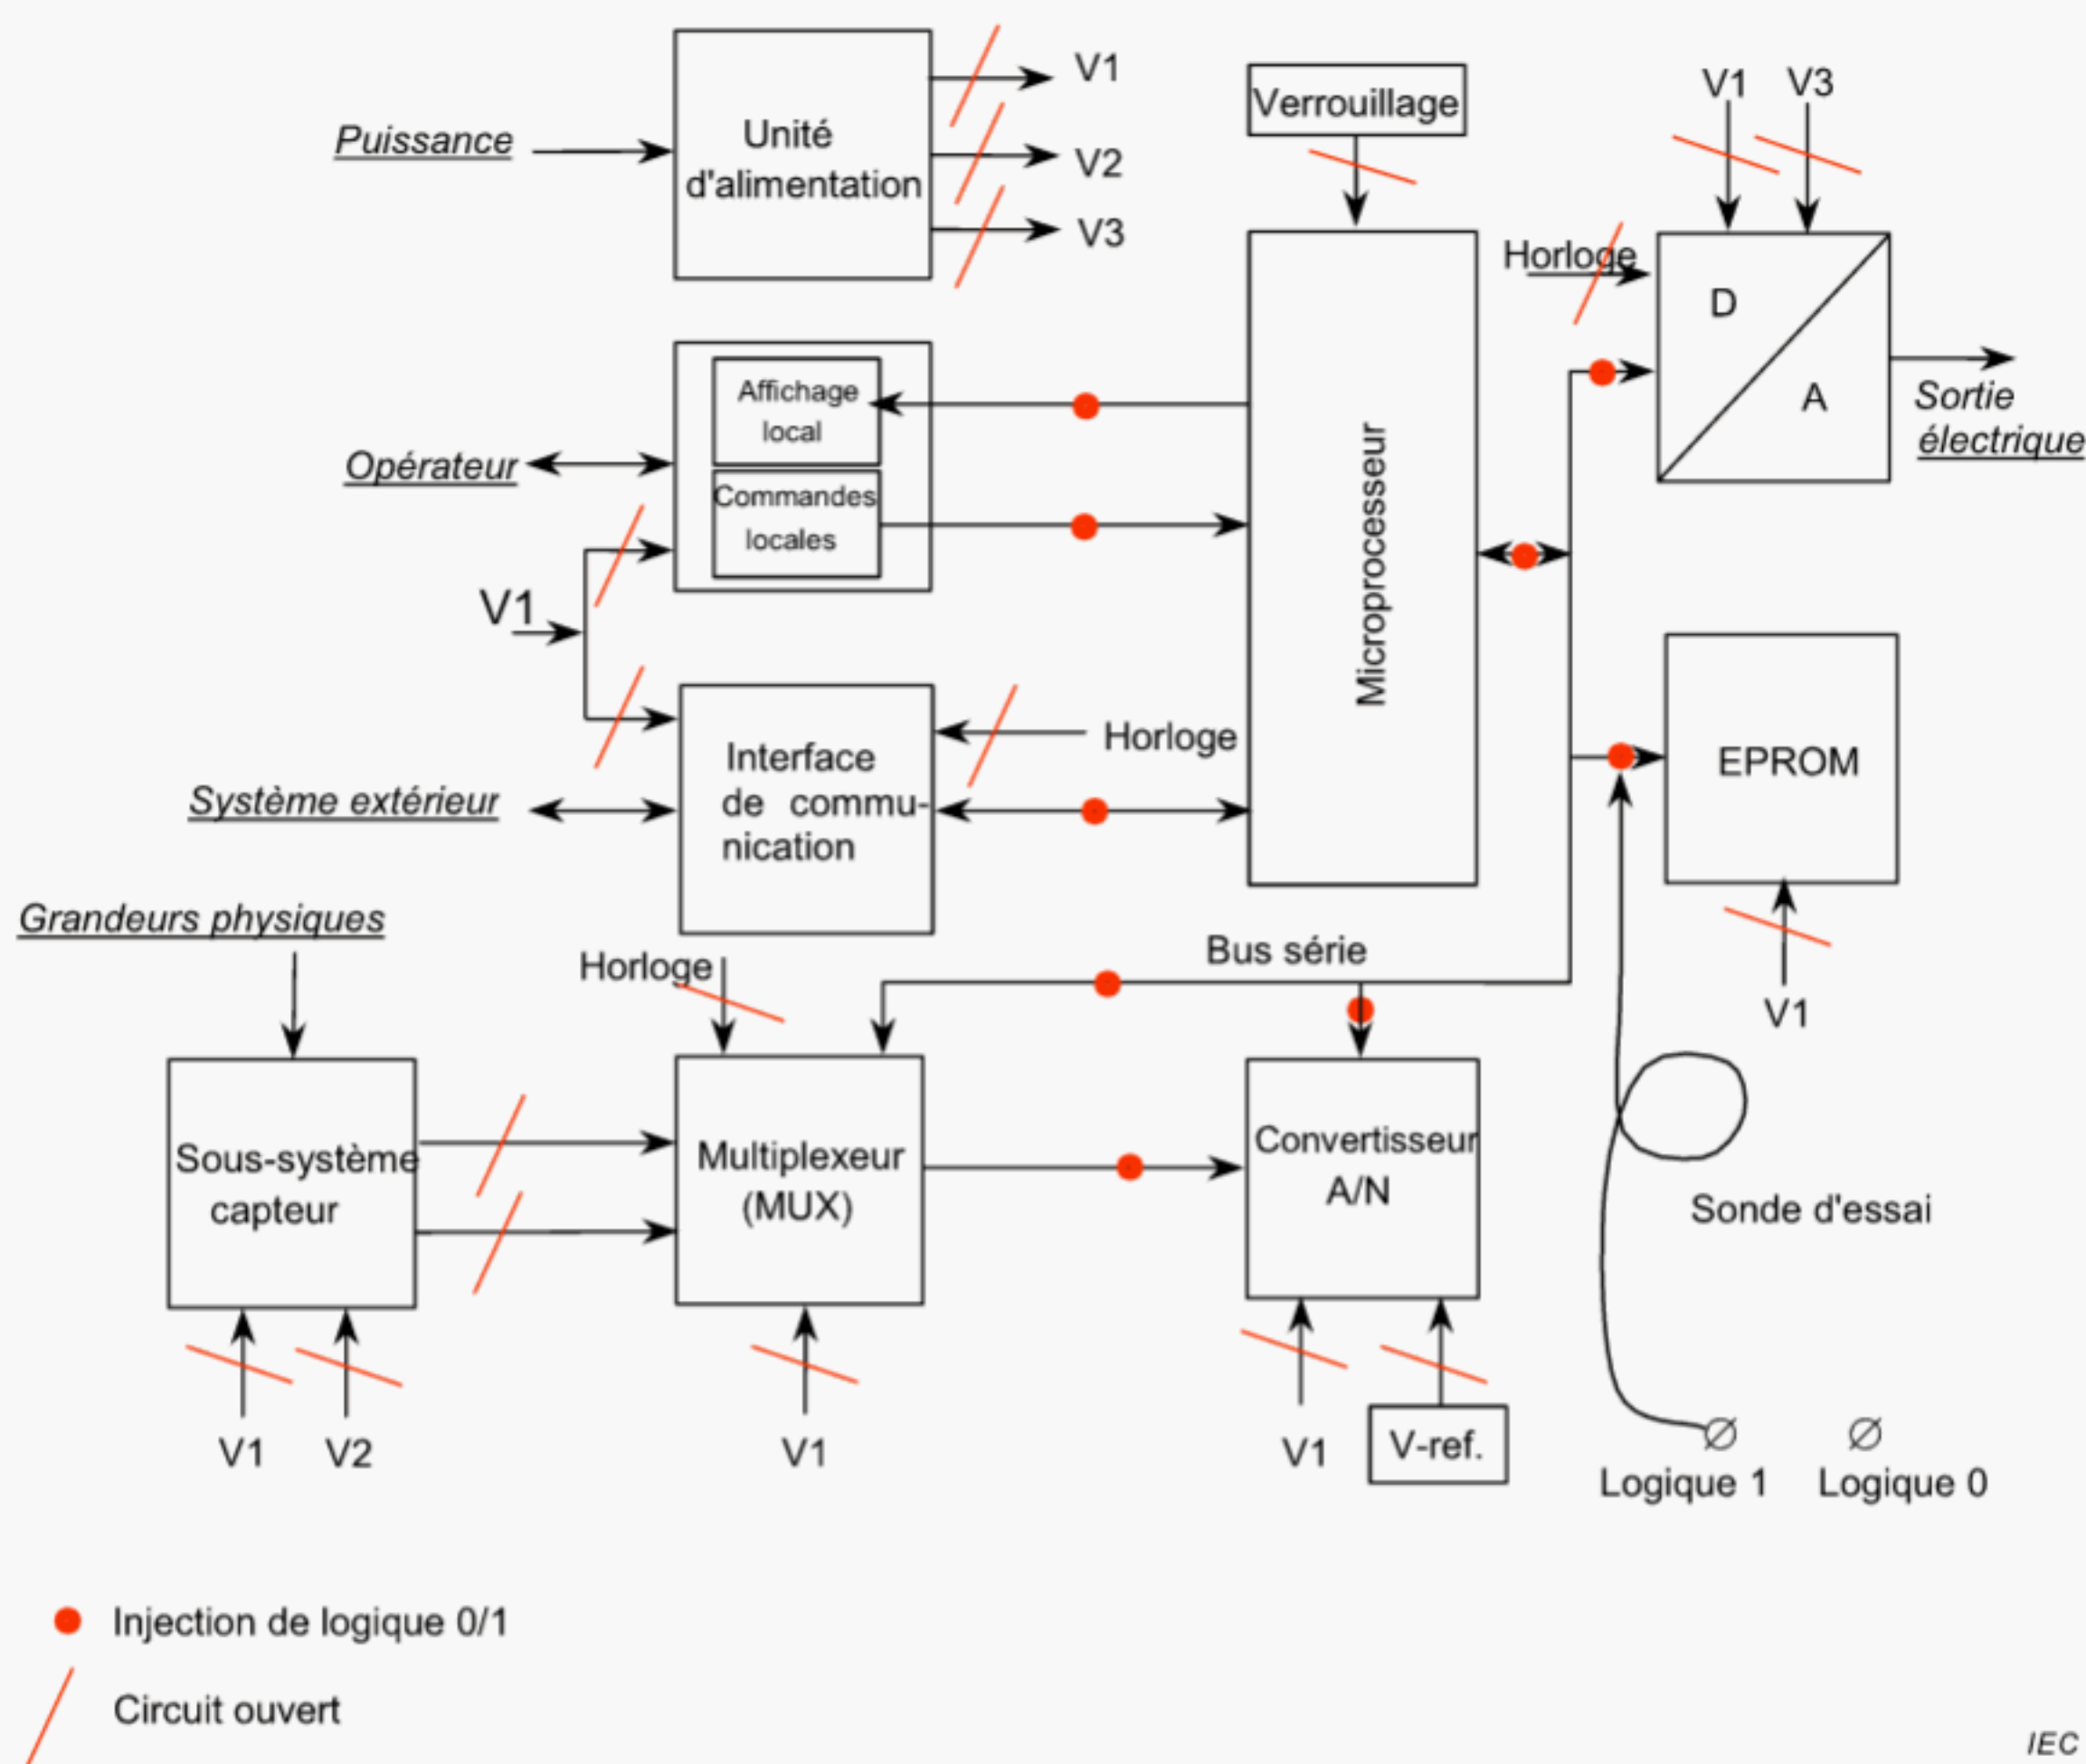 V1
Puissance
Unité
d'alimentation
V2
V3
Verrouillage
V1
V3
Horloge
D
A
Sortie
électrique
Affichage
local
Opérateur
Commandes
locales
V1
Microprocesseur
Interface
de commu-
nication
Horloge
Système extérieur
EPROM
V1
Grandeurs physiques
Horloge
Bus série
Sous-système
capteur
Multiplexeur
(MUX)
Convertisseur
A/N
Sonde d'essai
V1
V2
V1
V1
V-ref.
Logique 1
Logique 0
Injection de logique 0/1
Circuit ouvert
IEC